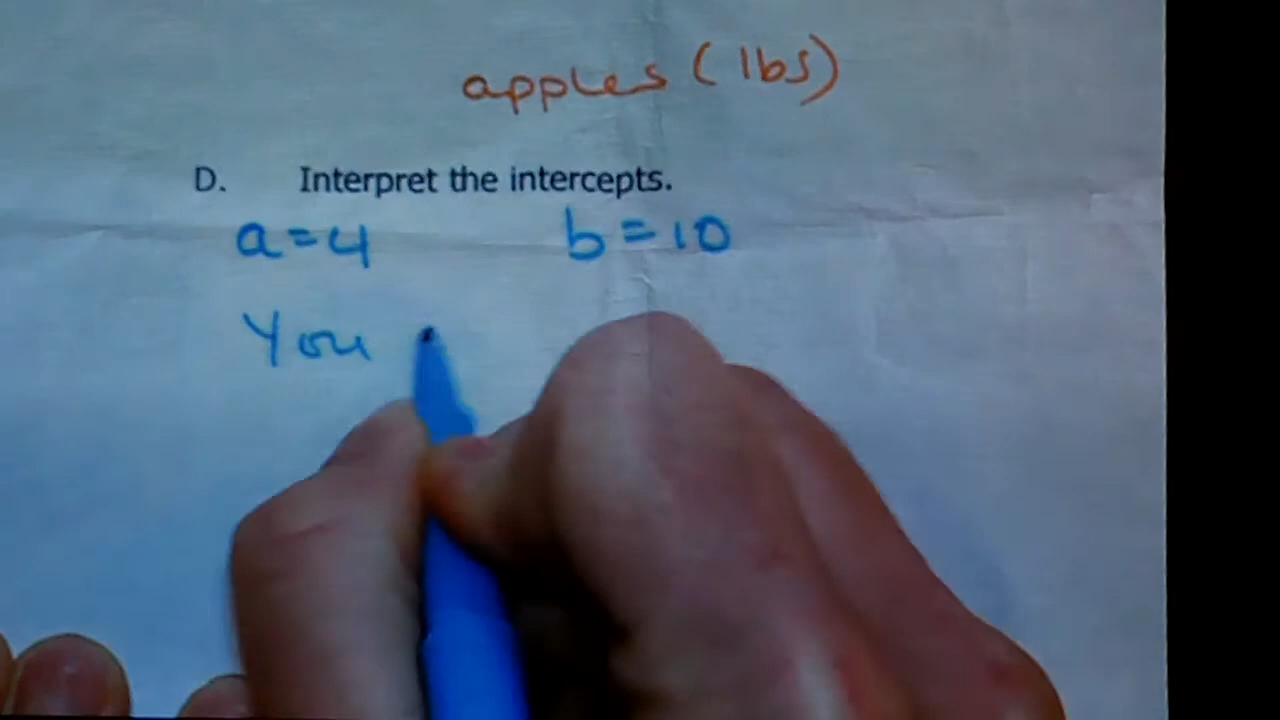 apples (lbs)
D. Interpret the intercepts.
a=4 b=10
You